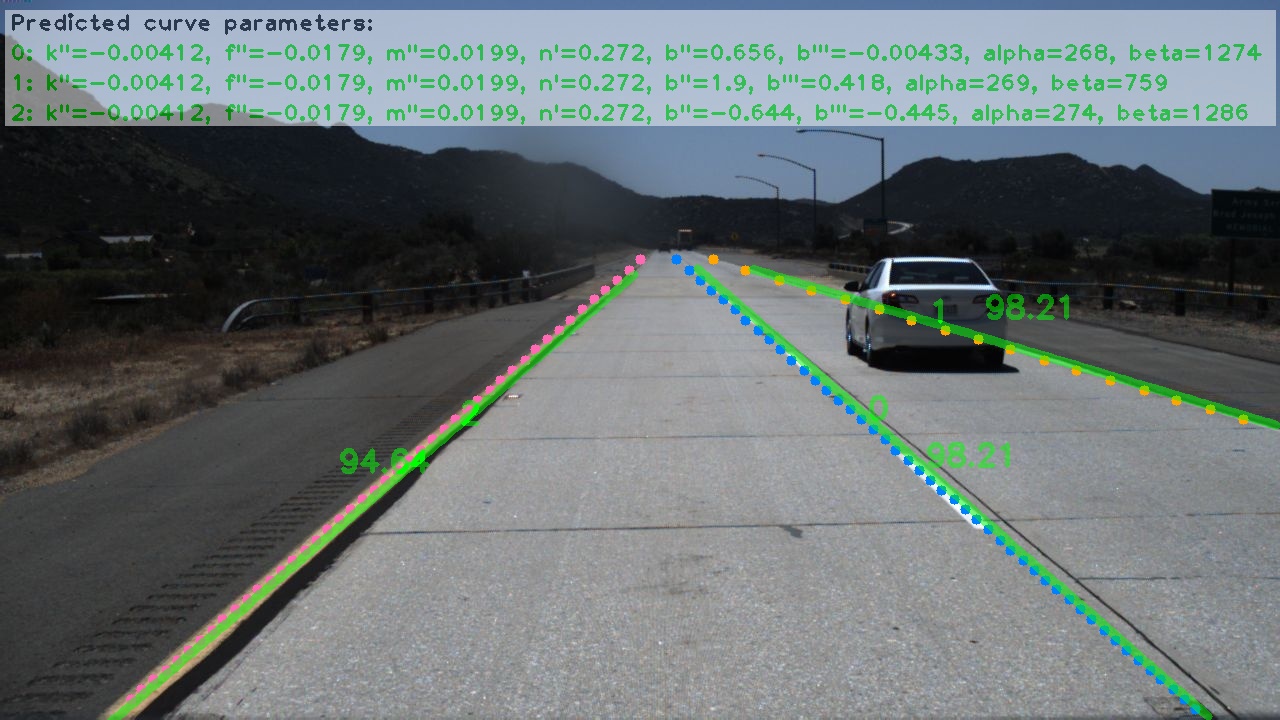 Predicted curve parameters:
0: k''=-0.00412, f''=-0.0179, m''=0.0199, n'=0.272, b''=0.656, b'''=-0.00433, alpha=268, beta=1274
1: k''=-0.00412, f''=-0.0179, m''=0.0199, n'=0.272, b''=1.9, b'''=0.418, alpha=269, beta=759
2: k''=-0.00412, f''=-0.0179, m''=0.0199, n'=0.272, b''=-0.644, b'''=-0.445, alpha=274, beta=1286
Army
Brad
MEMORIAL
1 98.21
0
2
98.21
94.64